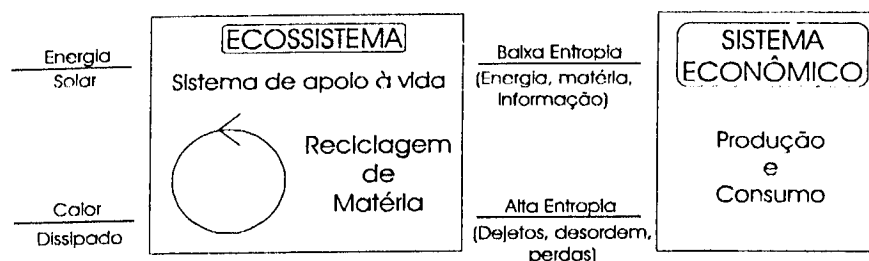 Energia
Solar
Calor
Dissipado
ECOSSISTEMA
Sistema de apoio à vida
Reciclagem
de
Matéria
Baixa Entropia
(Energia, matéria,
Informação)
Alta Entropia
(Dejetos, desordem,
perdas)
SISTEMA
ECONÔMICO
Produção
e
Consumo